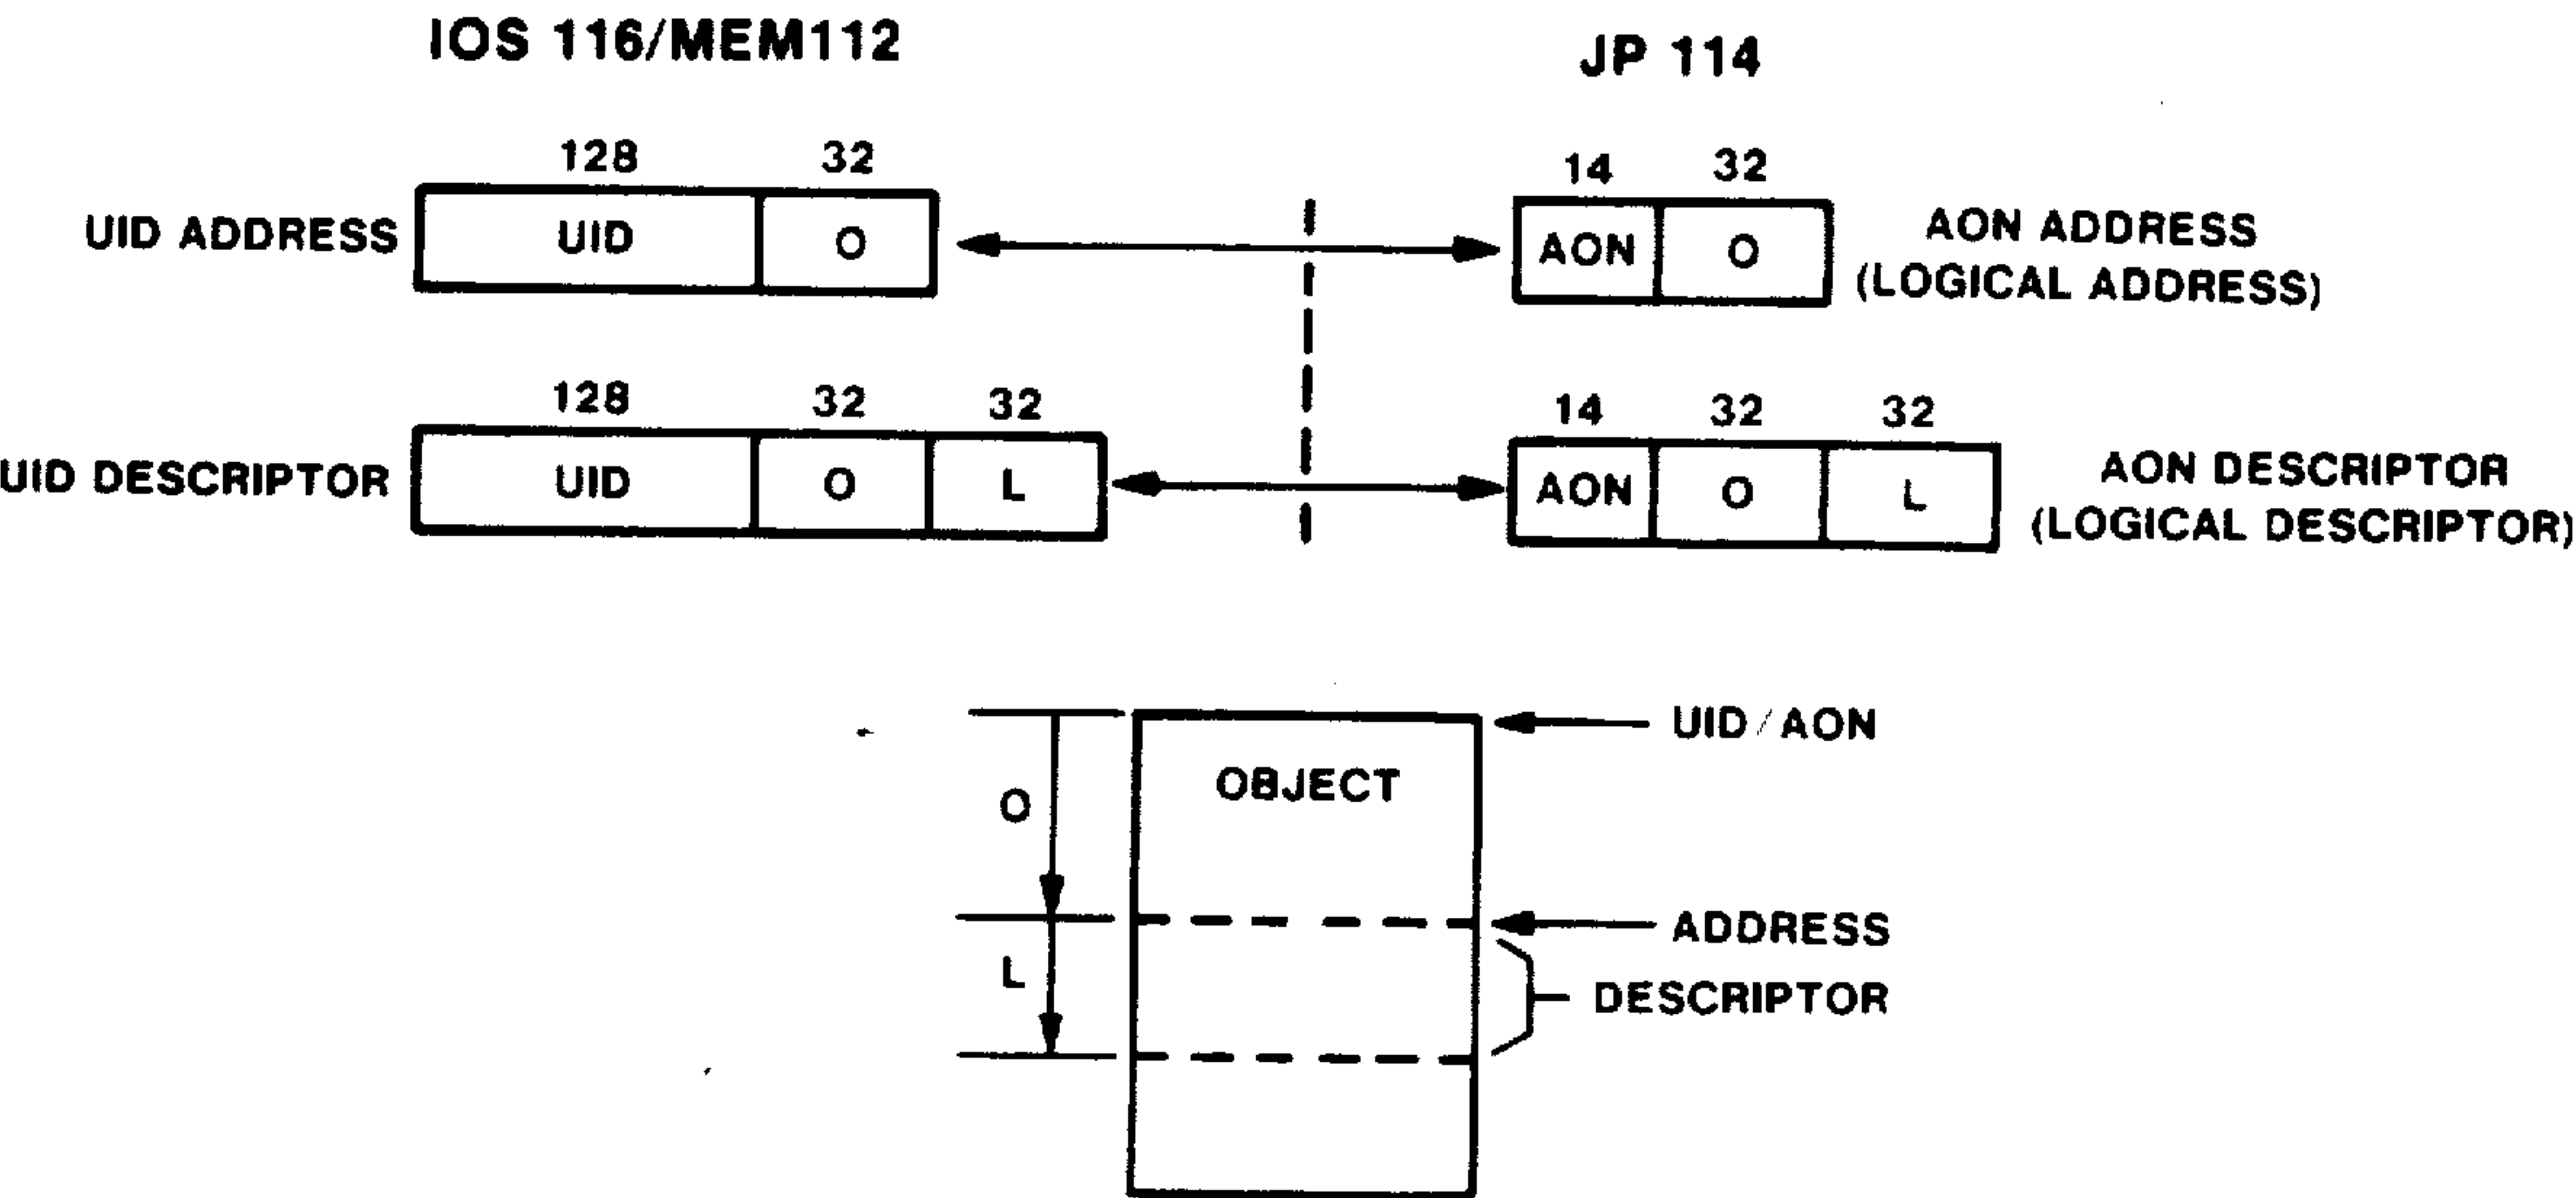 IOS 116/MEM112
JP 114
128 32
14 32
UID ADDRESS UID O
AON O AON ADDRESS
(LOGICAL ADDRESS)
128 32 32
14 32 32
UID DESCRIPTOR UID O L
AON O L AON DESCRIPTOR
(LOGICAL DESCRIPTOR)
UID/AON
OBJECT
O
ADDRESS
L
DESCRIPTOR